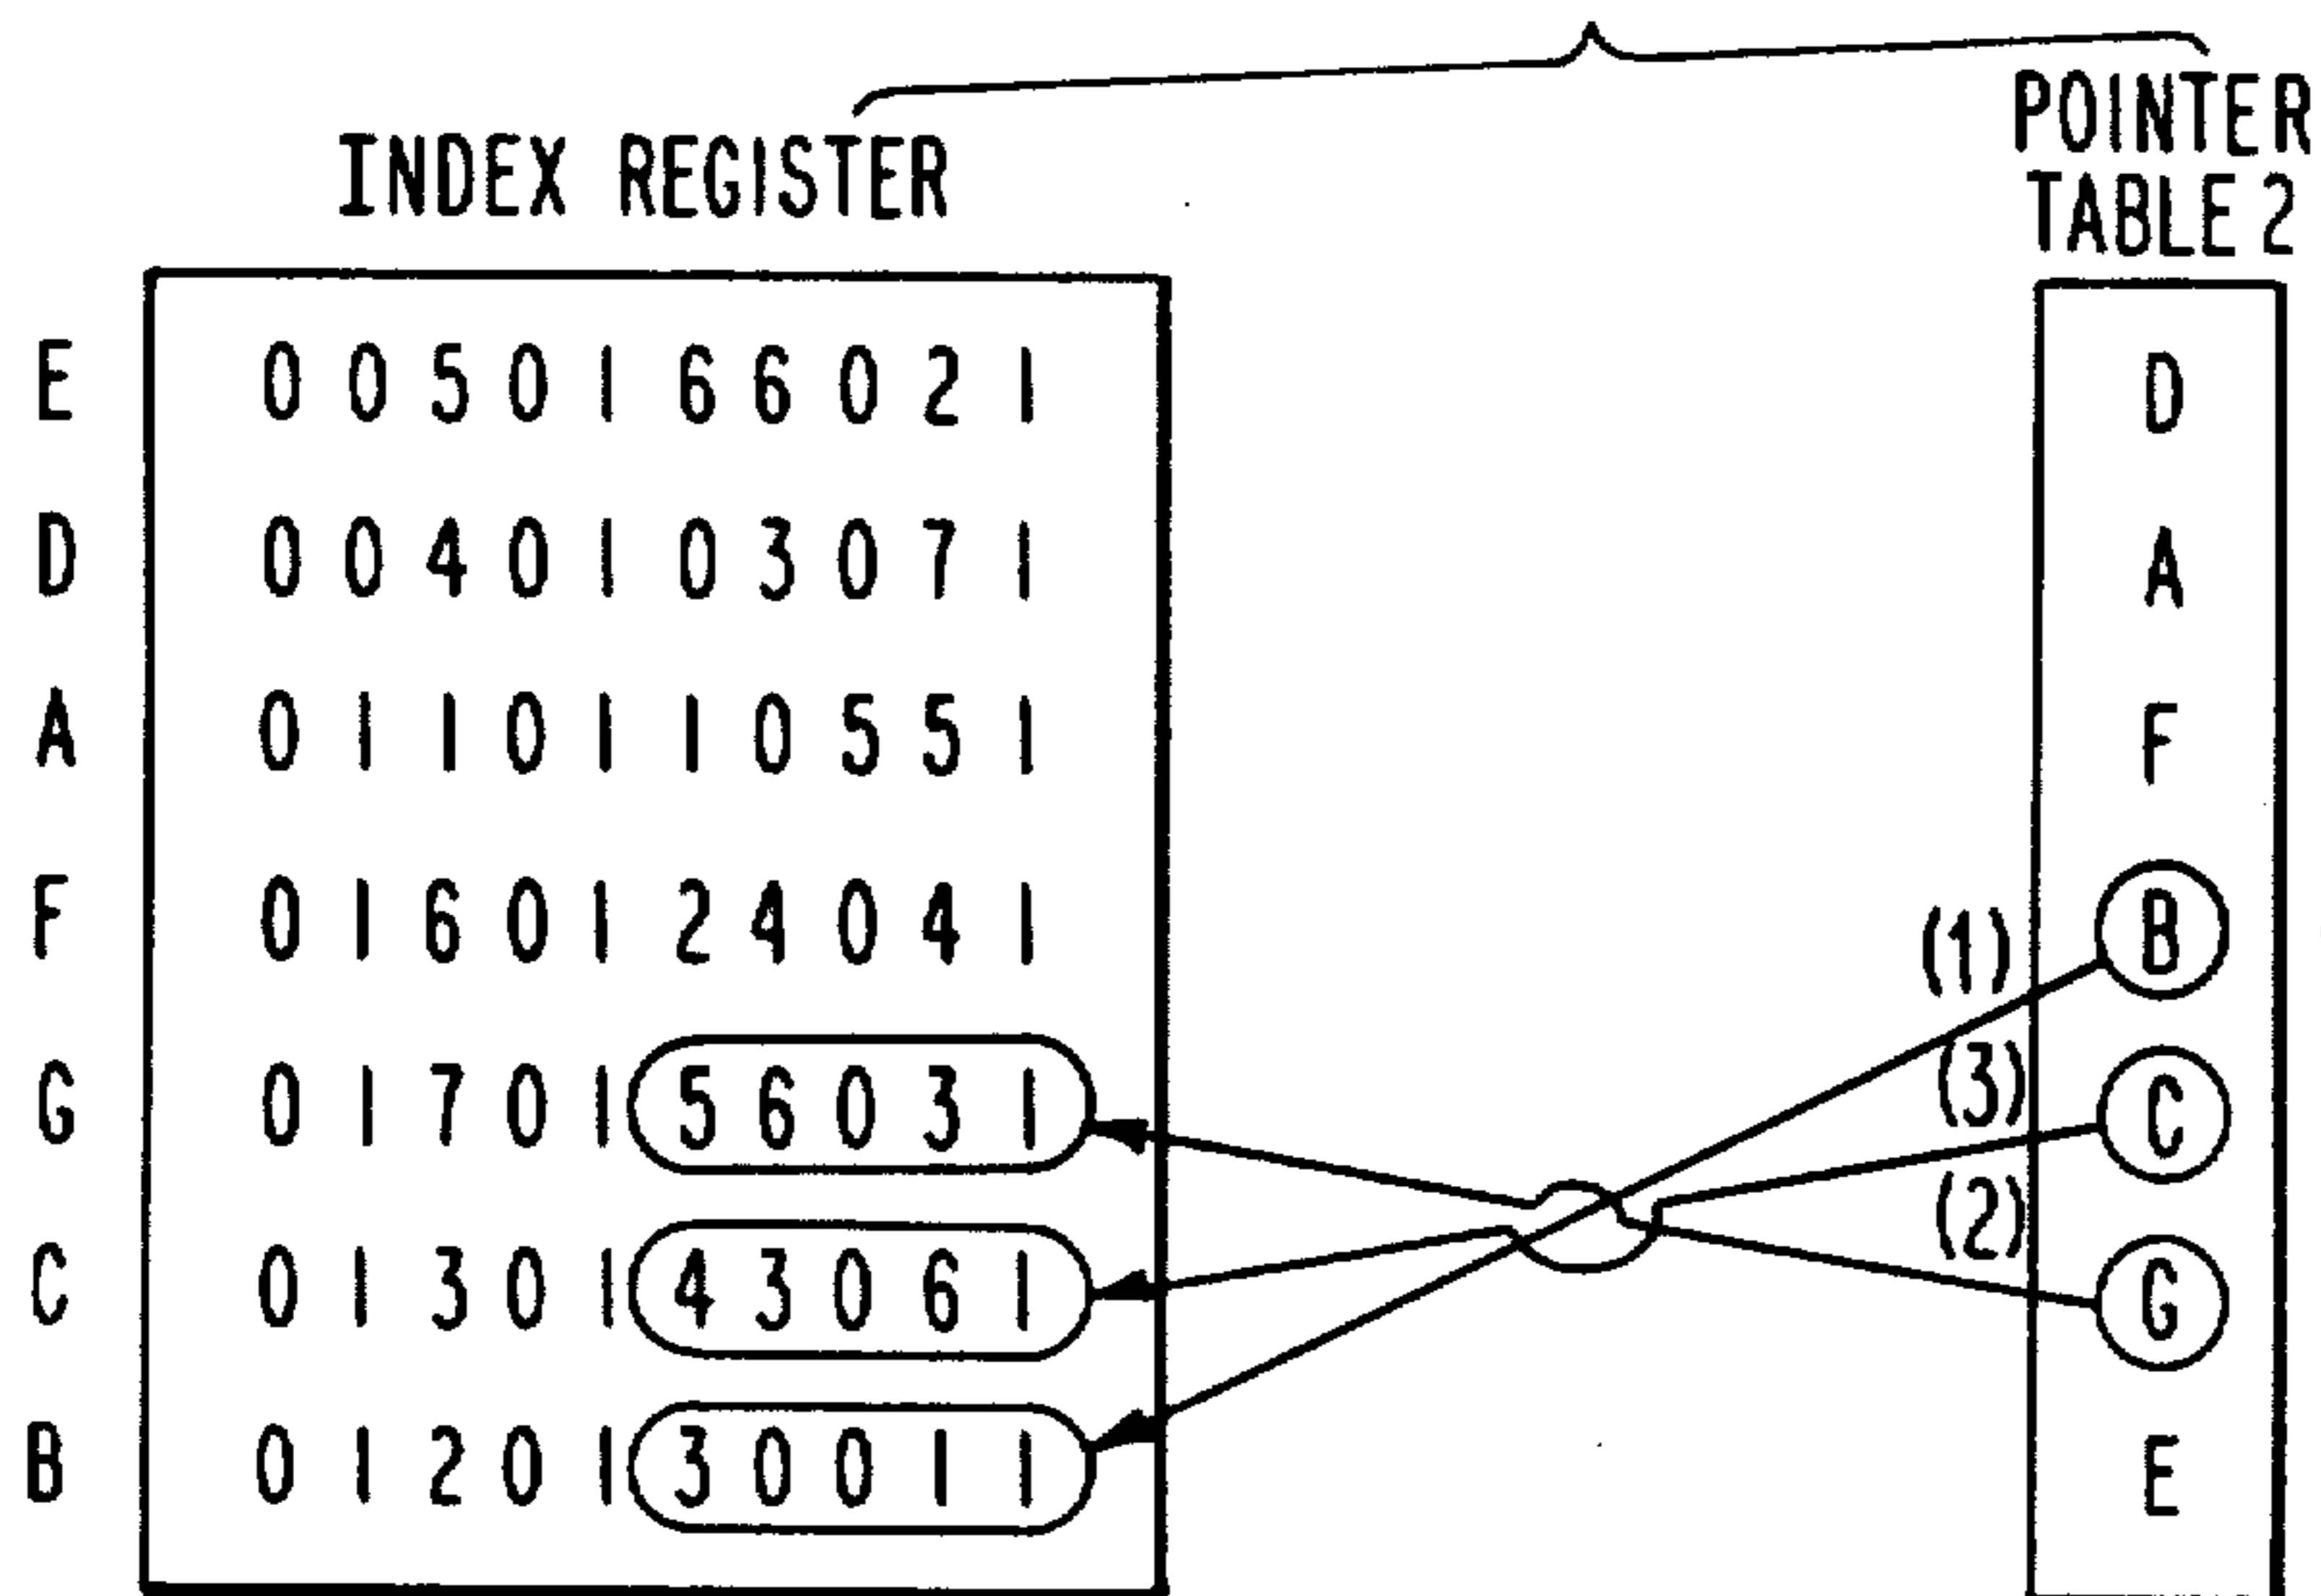 INDEX REGISTER
POINTER
TABLE 2
E 0 0 5 0 1 6 6 0 2 1 D
D 0 0 4 0 1 0 3 0 7 1 A
A 0 1 1 0 1 1 0 5 5 1 F
F 0 1 6 0 1 2 4 0 4 1 (1) B
G 0 1 7 0 1 5 6 0 3 1 (3) C
C 0 1 3 0 1 4 3 0 6 1 (2) G
B 0 1 2 0 1 3 0 0 1 1 E